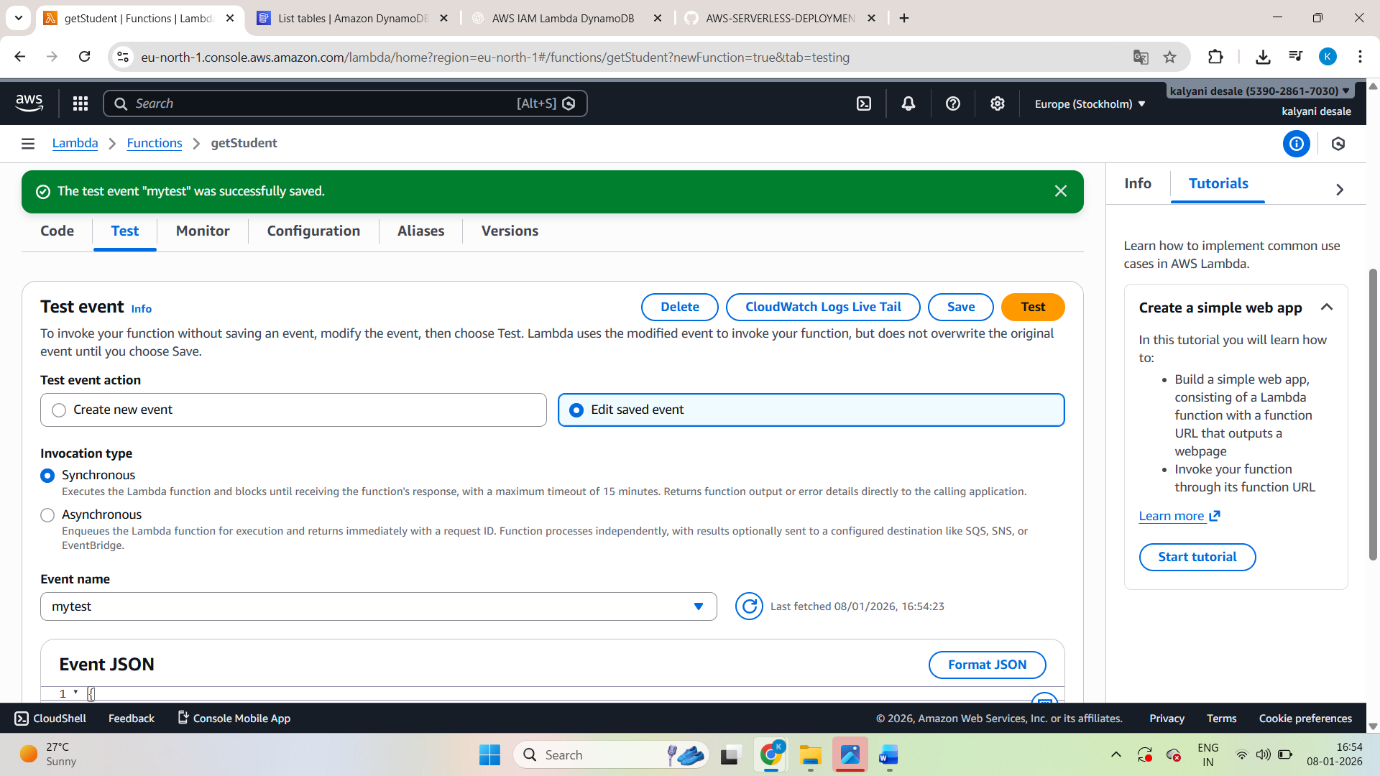 getStudent | Functions | Lambd
List tables | Amazon DynamoDB
AWS IAM Lambda DynamoDB
AWS-SERVERLESS-DEPLOYMEN
eu-north-1.console.aws.amazon.com/lambda/home?region=eu-north-1#/functions/getStudent?newFunction=true&tab=testing
K
aws
Search
[Alt+S]
Europe (Stockholm)
kalyani desale (5390-2861-7030)
kalyani desale
Lambda
Functions
getStudent
The test event "mytest" was successfully saved.
Info
Tutorials
Code
Test
Monitor
Configuration
Aliases
Versions
Test event Info
Delete
CloudWatch Logs Live Tail
Save
Test
To invoke your function without saving an event, modify the event, then choose Test. Lambda uses the modified event to invoke your function, but does not overwrite the original
event until you choose Save.
Test event action
Create new event
Edit saved event
Invocation type
Synchronous
Executes the Lambda function and blocks until receiving the function's response, with a maximum timeout of 15 minutes. Returns function output or error details directly to the calling application.
Asynchronous
Enqueues the Lambda function for execution and returns immediately with a request ID. Function processes independently, with results optionally sent to a configured destination like SQS, SNS, or
EventBridge.
Event name
mytest
Last fetched 08/01/2026, 16:54:23
Event JSON
Format JSON
1
{
Learn how to implement common use
cases in AWS Lambda.
Create a simple web app
In this tutorial you will learn how
to:
Build a simple web app,
consisting of a Lambda
function with a function
URL that outputs a
webpage
Invoke your function
through its function URL
Learn more
Start tutorial
CloudShell
Feedback
Console Mobile App
© 2026, Amazon Web Services, Inc. or its affiliates.
Privacy
Terms
Cookie preferences
27°C
Sunny
Search
K
ENG
IN
16:54
08-01-2026